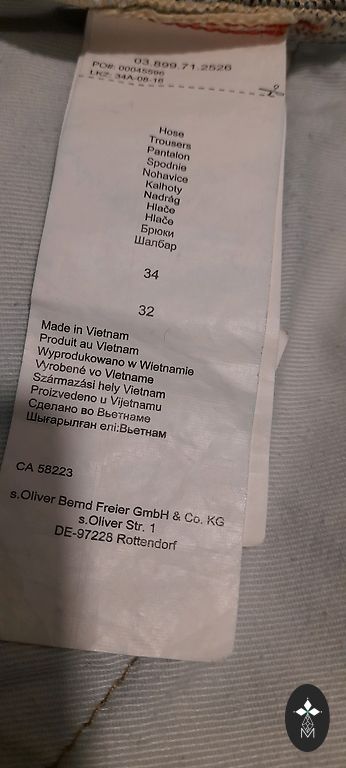 03.899.71.2526
PO#: 00045596
LKZ: 34A-08-16
Hose
Trousers
Pantalon
Spodnie
Nohavice
Kalhoty
Nadrág
Hlače
Hlače
Брюки
Шалбар
34
32
Made in Vietnam
Produit au Vietnam
Wyprodukowano w Wietnamie
Vyrobené vo Vietname
Származási hely Vietnam
Proizvedeno u Vijetnamu
Сделано во Вьетнаме
Шығарылған елі:Вьетнам
CA 58223
s.Oliver Bernd Freier GmbH & Co. KG
s.Oliver Str. 1
DE-97228 Rottendorf
M